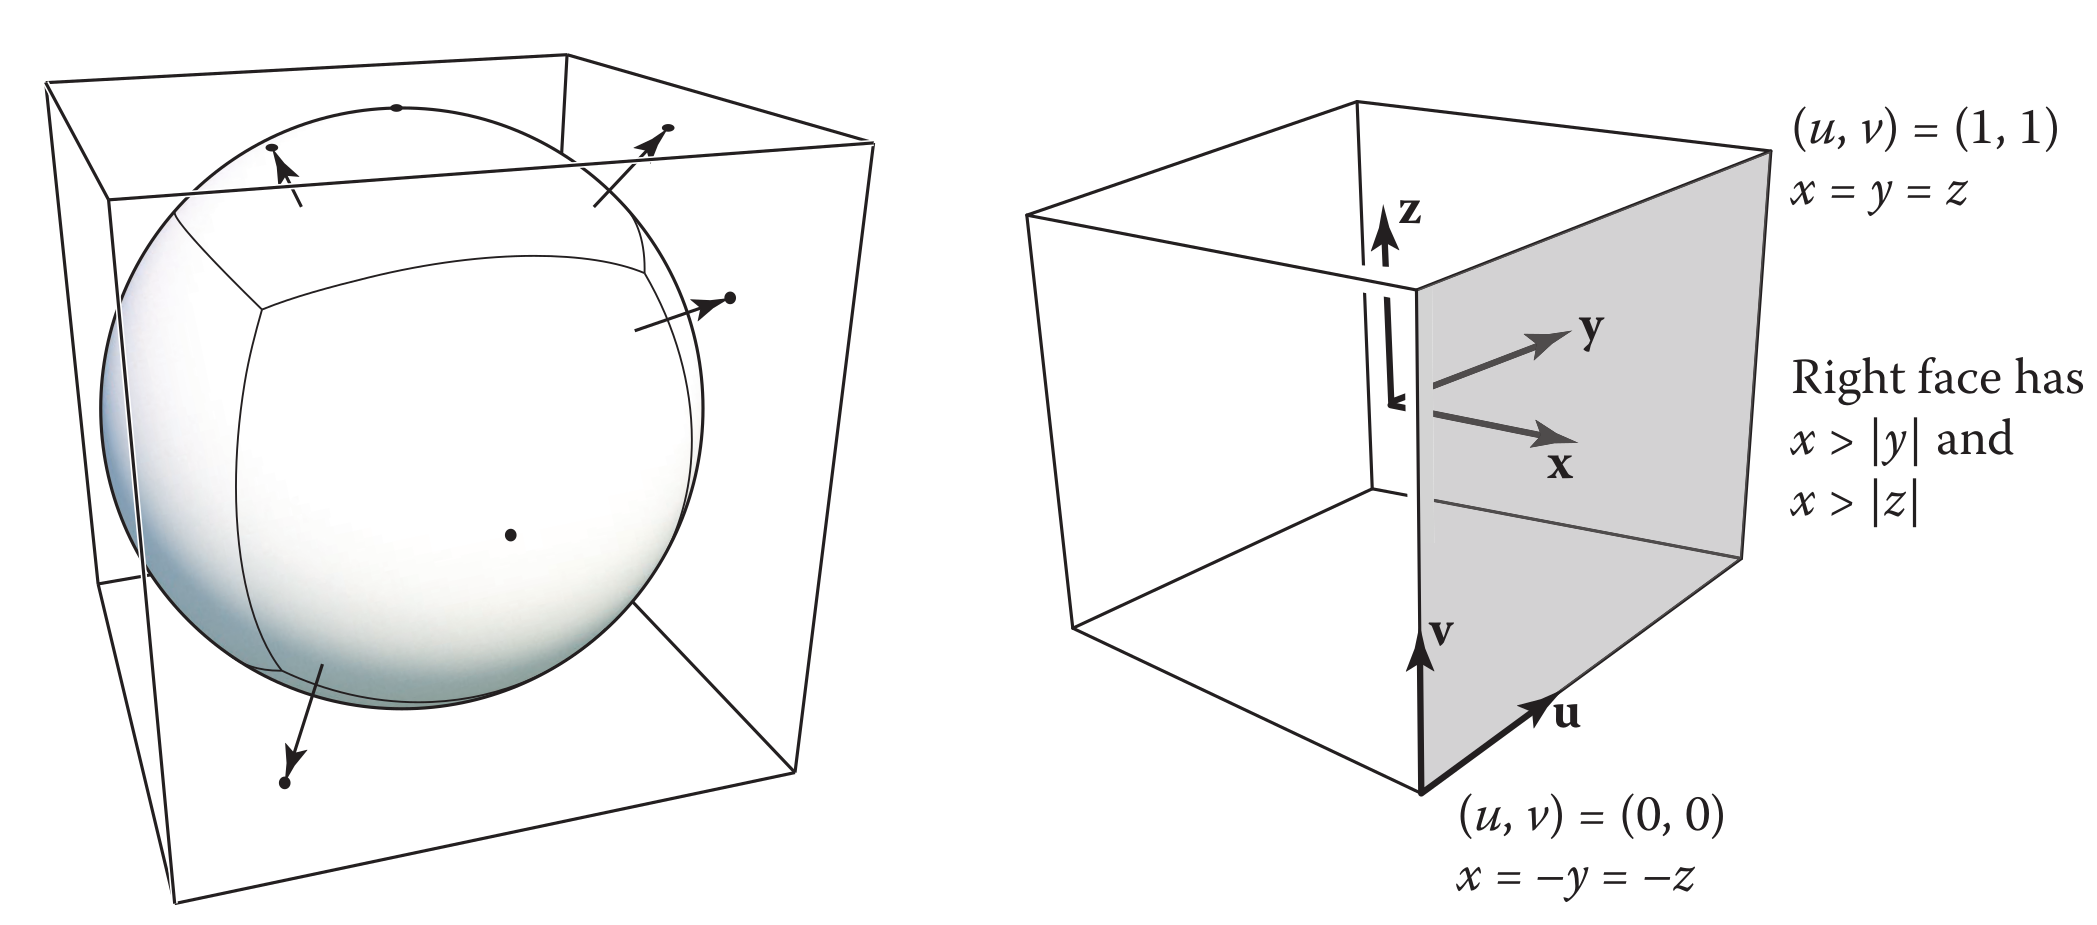 (u, v) = (1, 1)
x = y = z
z
y
x
Right face has
x > |y| and
x > |z|
v
u
(u, v) = (0, 0)
x = −y = −z